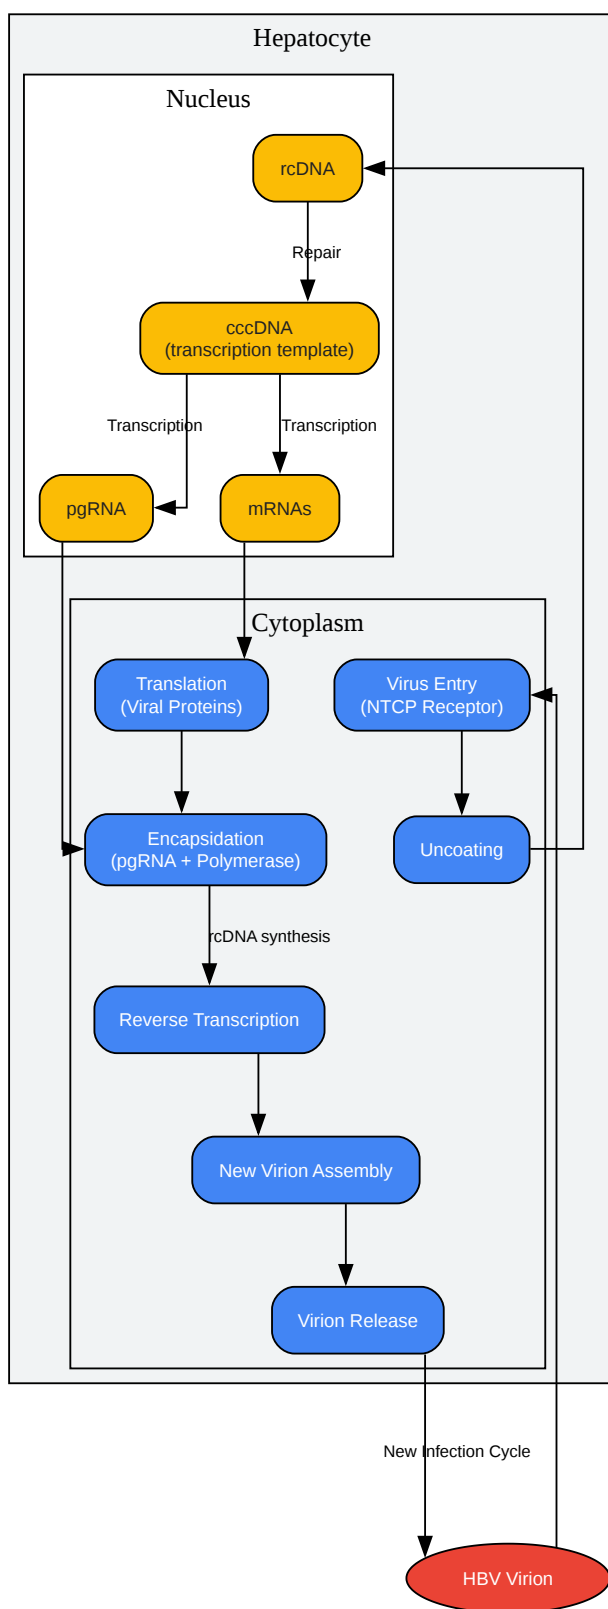 Hepatocyte
Nucleus
rcDNA
Repair
cccDNA
(transcription template)
Transcription
Transcription
pgRNA
mRNAs
Cytoplasm
Translation
(Viral Proteins)
Virus Entry
(NTCP Receptor)
Encapsidation
(pgRNA + Polymerase)
Uncoating
rcDNA synthesis
Reverse Transcription
New Virion Assembly
Virion Release
New Infection Cycle
HBV Virion